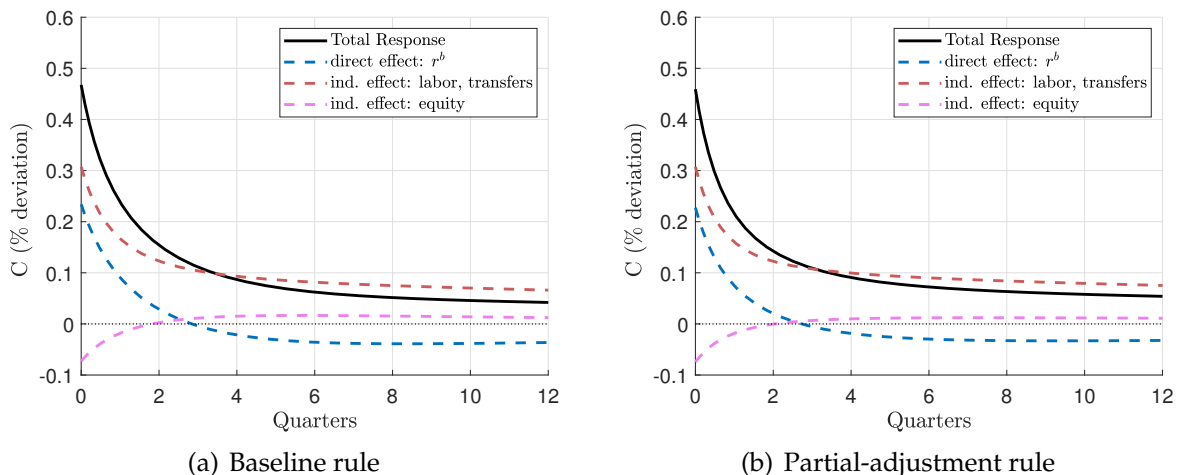 0.6
0.5
0.4
0.3
0.2
0.1
0
-0.1
C (% deviation)
Total Response
direct effect: r^b
ind. effect: labor, transfers
ind. effect: equity
0 2 4 6 8 10 12
Quarters
(a) Baseline rule
0.6
0.5
0.4
0.3
0.2
0.1
0
-0.1
C (% deviation)
Total Response
direct effect: r^b
ind. effect: labor, transfers
ind. effect: equity
0 2 4 6 8 10 12
Quarters
(b) Partial-adjustment rule